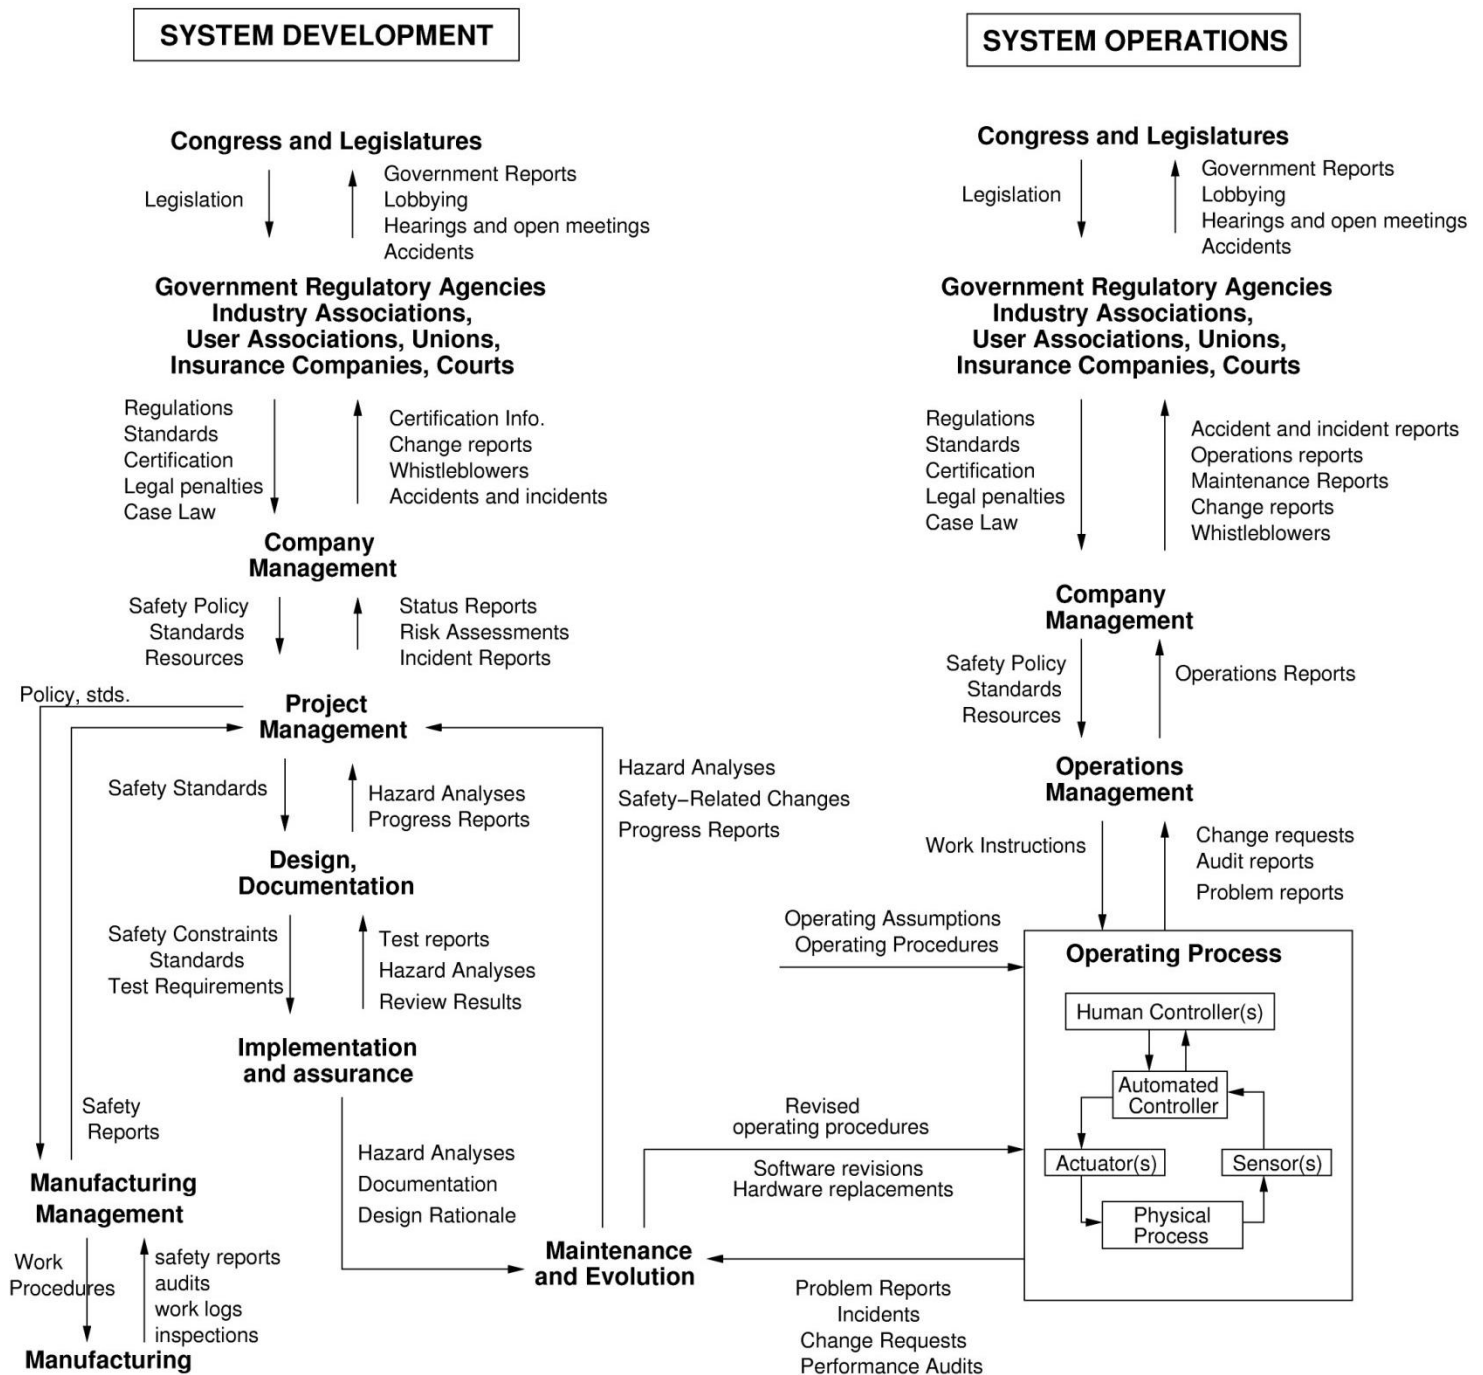 SYSTEM DEVELOPMENT
Congress and Legislatures
Legislation
Government Reports
Lobbying
Hearings and open meetings
Accidents
Government Regulatory Agencies
Industry Associations,
User Associations, Unions,
Insurance Companies, Courts
Regulations
Standards
Certification
Legal penalties
Case Law
Certification Info.
Change reports
Whistleblowers
Accidents and incidents
Company
Management
Safety Policy
Standards
Resources
Status Reports
Risk Assessments
Incident Reports
Policy, stds.
Project
Management
Safety Standards
Hazard Analyses
Progress Reports
Hazard Analyses
Safety-Related Changes
Progress Reports
Design,
Documentation
Safety Constraints
Standards
Test Requirements
Test reports
Hazard Analyses
Review Results
Implementation
and assurance
Safety
Reports
Hazard Analyses
Documentation
Design Rationale
Manufacturing
Management
Work
Procedures
safety reports
audits
work logs
inspections
Manufacturing
Maintenance
and Evolution
SYSTEM OPERATIONS
Congress and Legislatures
Legislation
Government Reports
Lobbying
Hearings and open meetings
Accidents
Government Regulatory Agencies
Industry Associations,
User Associations, Unions,
Insurance Companies, Courts
Regulations
Standards
Certification
Legal penalties
Case Law
Accident and incident reports
Operations reports
Maintenance Reports
Change reports
Whistleblowers
Company
Management
Safety Policy
Standards
Resources
Operations Reports
Operations
Management
Work Instructions
Change requests
Audit reports
Problem reports
Operating Assumptions
Operating Procedures
Operating Process
Human Controller(s)
Automated
Controller
Actuator(s)
Sensor(s)
Physical
Process
Revised
operating procedures
Software revisions
Hardware replacements
Problem Reports
Incidents
Change Requests
Performance Audits